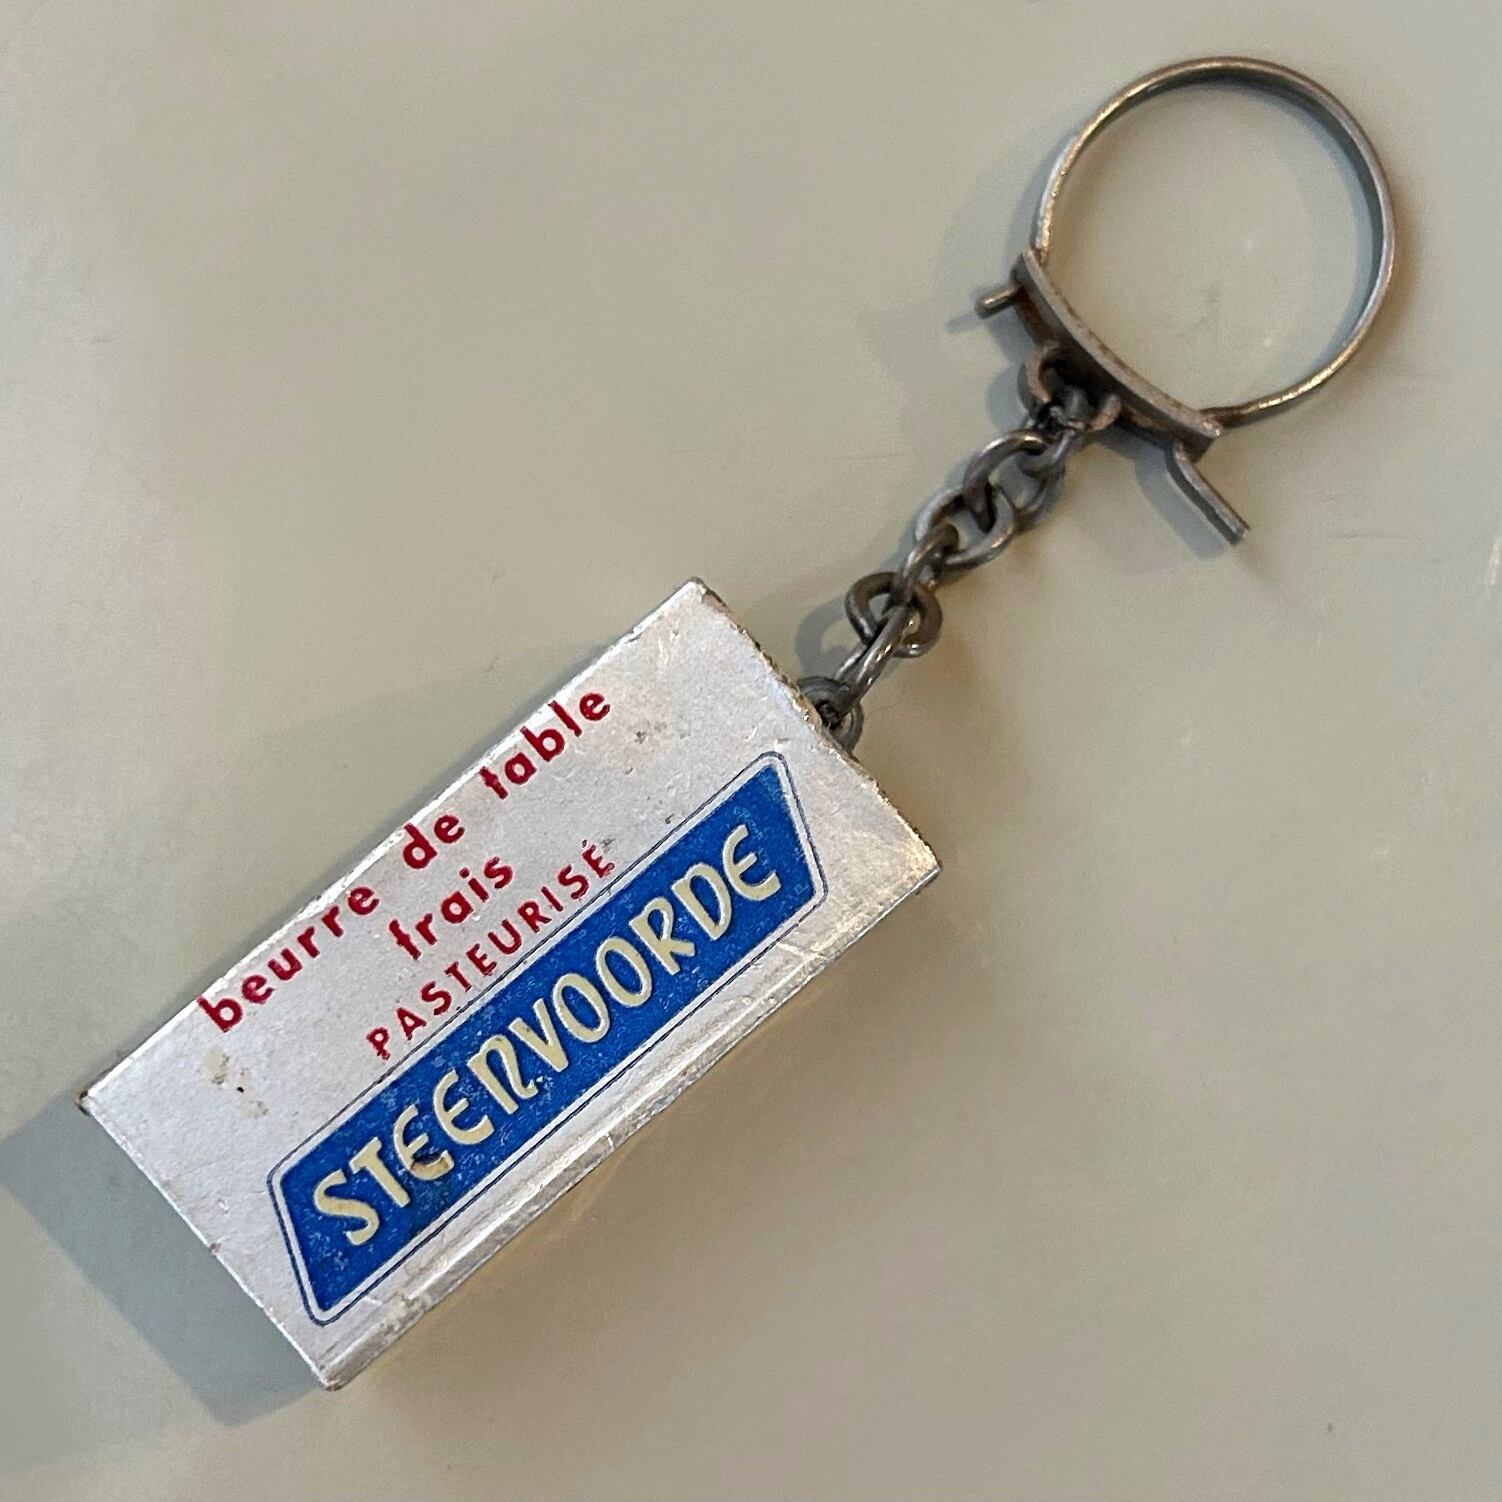 beurre de table
frais
PASTEURISÉ
STEENVOORDE